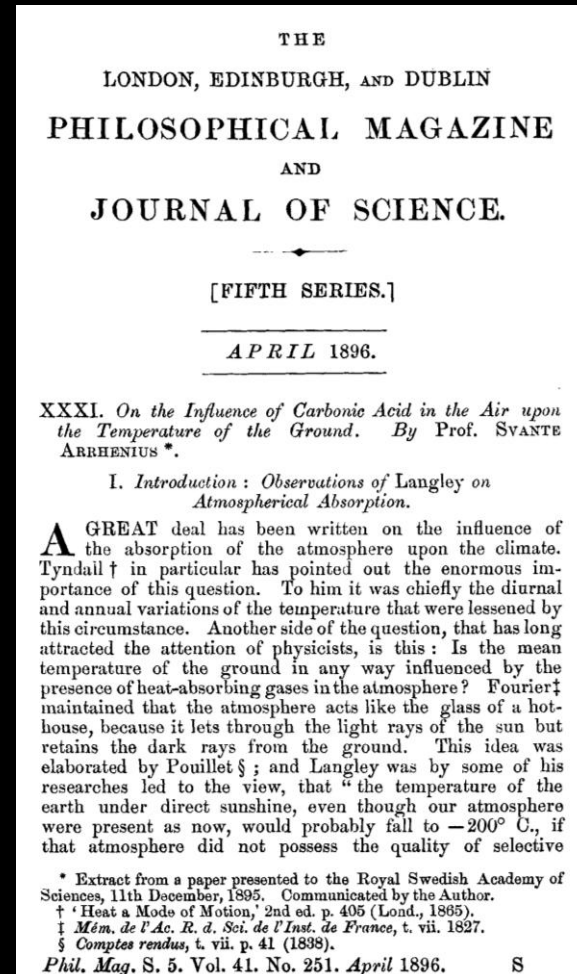 THE
LONDON, EDINBURGH, AND DUBLIN
PHILOSOPHICAL MAGAZINE
AND
JOURNAL OF SCIENCE.
[FIFTH SERIES.]
APRIL 1896.
XXXI. On the Influence of Carbonic Acid in the Air upon
the Temperature of the Ground. By Prof. SVANTE
ARRHENIUS *.
I. Introduction : Observations of Langley on
Atmospherical Absorption.
A GREAT deal has been written on the influence of
the absorption of the atmosphere upon the climate.
Tyndall † in particular has pointed out the enormous im-
portance of this question. To him it was chiefly the diurnal
and annual variations of the temperature that were lessened by
this circumstance. Another side of the question, that has long
attracted the attention of physicists, is this : Is the mean
temperature of the ground in any way influenced by the
presence of heat-absorbing gases in the atmosphere ? Fourier‡
maintained that the atmosphere acts like the glass of a hot-
house, because it lets through the light rays of the sun but
retains the dark rays from the ground. This idea was
elaborated by Pouillet § ; and Langley was by some of his
researches led to the view, that “ the temperature of the
earth under direct sunshine, even though our atmosphere
were present as now, would probably fall to −200° C., if
that atmosphere did not possess the quality of selective
* Extract from a paper presented to the Royal Swedish Academy of
Sciences, 11th December, 1895. Communicated by the Author.
† ‘ Heat a Mode of Motion,’ 2nd ed. p. 405 (Lond., 1865).
‡ Mém. de l'Ac. R. d. Sci. de l'Inst. de France, t. vii. 1827.
§ Comptes rendus, t. vii. p. 41 (1838).
Phil. Mag. S. 5. Vol. 41. No. 251. April 1896. S